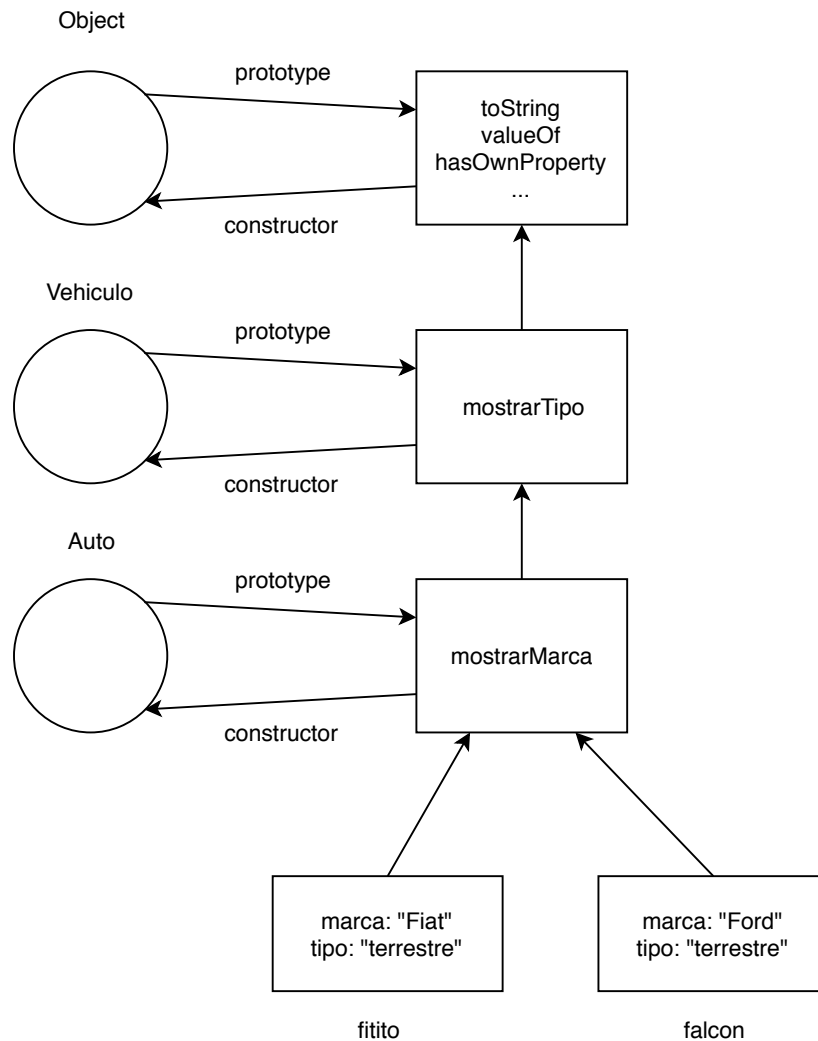 Object
prototype
toString
valueOf
hasOwnProperty
...
constructor
Vehiculo
prototype
mostrarTipo
constructor
Auto
prototype
mostrarMarca
constructor
marca: "Fiat"
tipo: "terrestre"
marca: "Ford"
tipo: "terrestre"
fitito
falcon